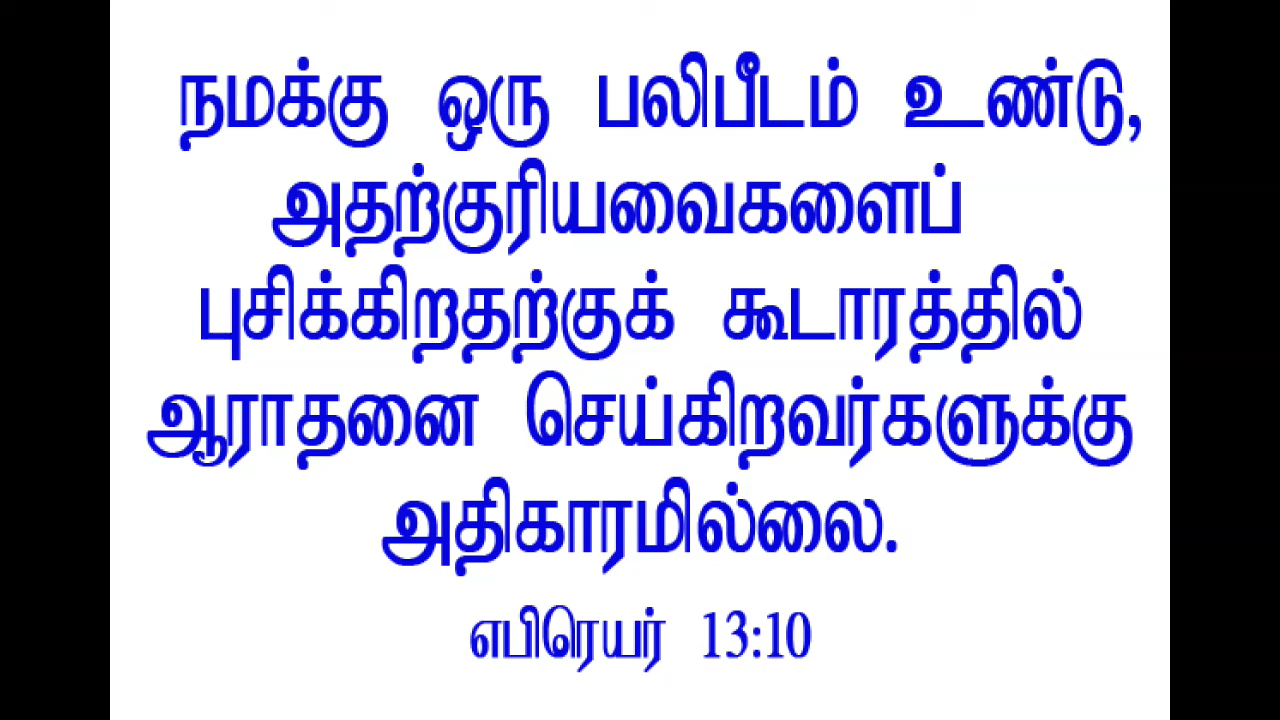 நமக்கு ஒரு பலிபீடம் உண்டு,
அதற்குரியவைகளைப்
புசிக்கிறதற்குக் கூடாரத்தில்
ஆராதனை செய்கிறவர்களுக்கு
அதிகாரமில்லை.
எபிரெயர் 13:10